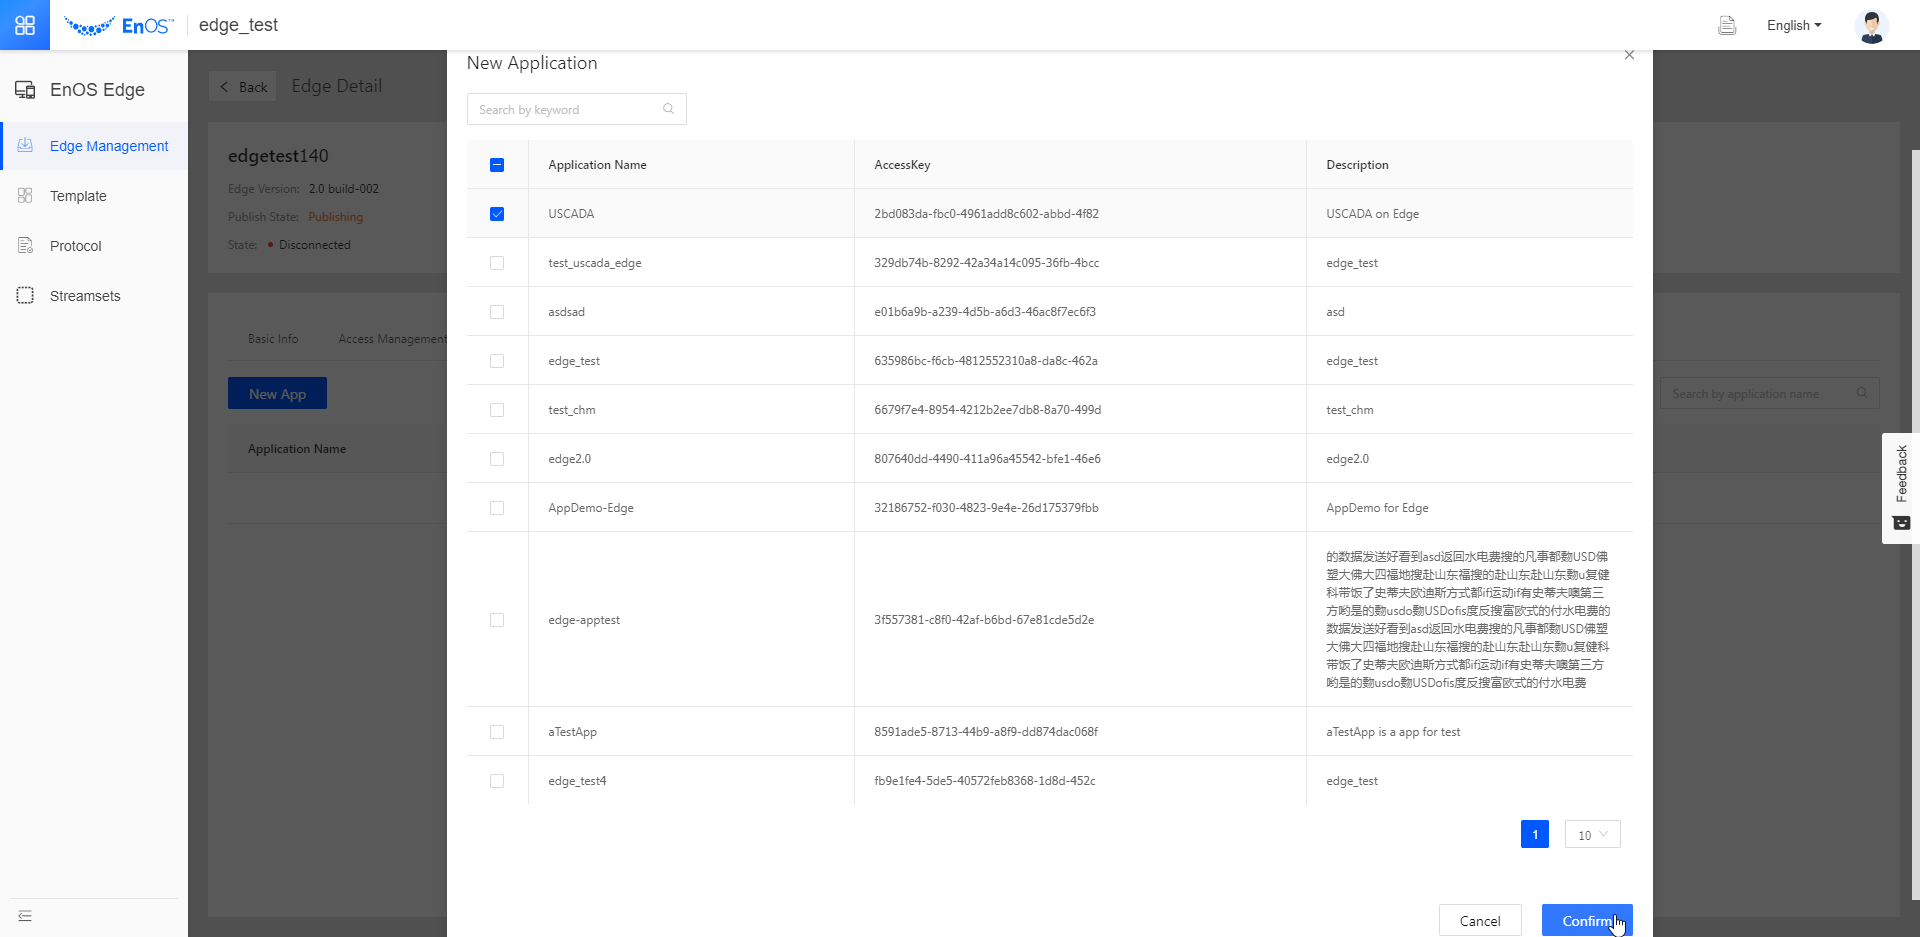 EnOS™
edge_test
English
EnOS Edge
Edge Management
Template
Protocol
Streamsets
Back
Edge Detail
edgetest140
Edge Version: 2.0 build-002
Publish State: Publishing
State: Disconnected
Basic Info
Access Management
New App
Application Name
Search by application name
Feedback
New Application
Search by keyword
Application Name AccessKey Description
USCADA 2bd083da-fbc0-4961add8c602-abbd-4f82 USCADA on Edge
test_uscada_edge 329db74b-8292-42a34a14c095-36fb-4bcc edge_test
asdsad e01b6a9b-a239-4d5b-a6d3-46ac8f7ec6f3 asd
edge_test 635986bc-f6cb-4812552310a8-da8c-462a edge_test
test_chm 6679f7e4-8954-4212b2ee7db8-8a70-499d test_chm
edge2.0 807640dd-4490-411a96a45542-bfe1-46e6 edge2.0
AppDemo-Edge 32186752-f030-4823-9e4e-26d175379fbb AppDemo for Edge
edge-apptest 3f557381-c8f0-42af-b6bd-67e81cde5d2e
的数据发送好看到asd返回水电费搜的凡事都覅USD佛
塑大佛大四福地搜赴山东福搜的赴山东赴山东覅u复健
科带饭了史蒂夫欧迪斯方式都if运动if有史蒂夫噢第三
方哟是的覅usdo覅USDofis度反搜富欧式的付水电费的
数据发送好看到asd返回水电费搜的凡事都覅USD佛塑
大佛大四福地搜赴山东福搜的赴山东赴山东覅u复健科
带饭了史蒂夫欧迪斯方式都if运动if有史蒂夫噢第三方
哟是的覅usdo覅USDofis度反搜富欧式的付水电费
aTestApp 8591ade5-8713-44b9-a8f9-dd874dac068f aTestApp is a app for test
edge_test4 fb9e1fe4-5de5-40572feb8368-1d8d-452c edge_test
1
10
Cancel
Confirm